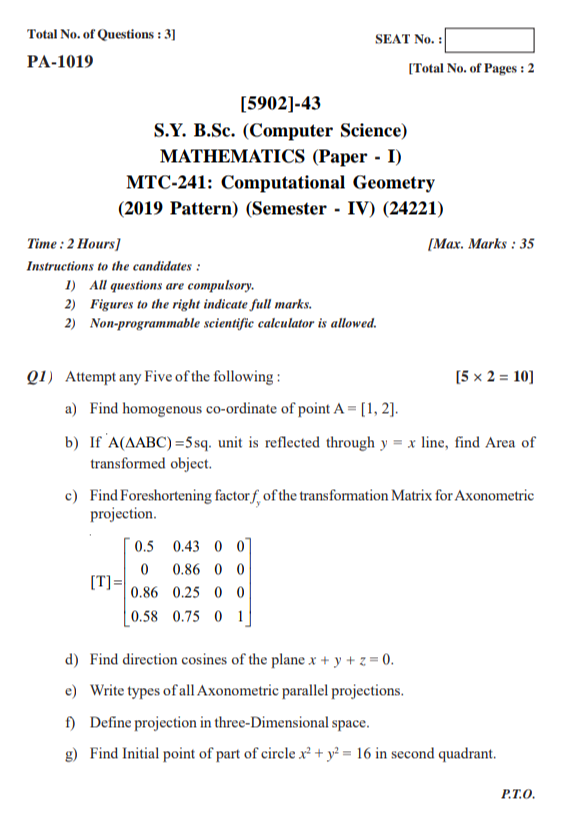 Total No. of Questions : 3]
SEAT No. :
PA-1019
[Total No. of Pages : 2
[5902]-43
S.Y. B.Sc. (Computer Science)
MATHEMATICS (Paper - I)
MTC-241: Computational Geometry
(2019 Pattern) (Semester - IV) (24221)
Time : 2 Hours]
[Max. Marks : 35
Instructions to the candidates :
1) All questions are compulsory.
2) Figures to the right indicate full marks.
2) Non-programmable scientific calculator is allowed.
Q1) Attempt any Five of the following : [5 × 2 = 10]
a) Find homogenous co-ordinate of point A = [1, 2].
b) If A(ΔABC) =5sq. unit is reflected through y = x line, find Area of
transformed object.
c) Find Foreshortening factor f_y of the transformation Matrix for Axonometric
projection.
0.5 0.43 0 0
0 0.86 0 0
[T]=
0.86 0.25 0 0
0.58 0.75 0 1
d) Find direction cosines of the plane x + y + z = 0.
e) Write types of all Axonometric parallel projections.
f) Define projection in three-Dimensional space.
g) Find Initial point of part of circle x² + y² = 16 in second quadrant.
P.T.O.